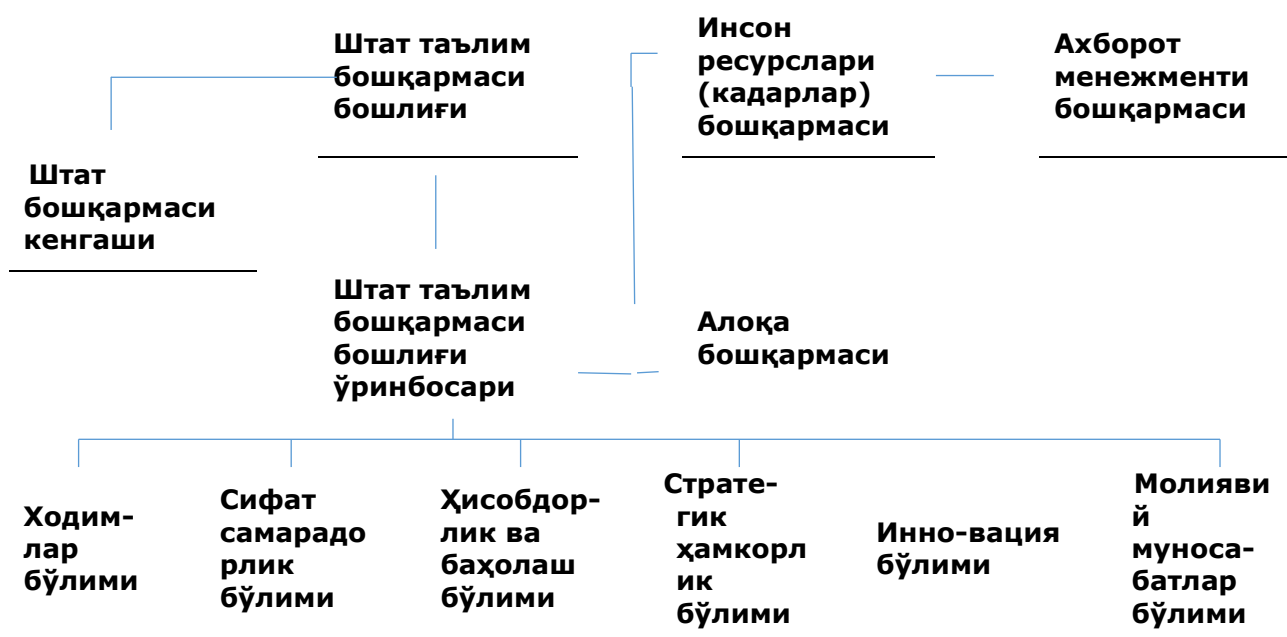 Штат таълим
бошқармаси
бошлиғи
Инсон
ресурслари
(кадарлар)
бошқармаси
Ахборот
менежменти
бошқармаси
Штат
бошқармаси
кенгаши
Штат таълим
бошқармаси
бошлиғи
ўринбосари
Алоқа
бошқармаси
Ходим-
лар
бўлими
Сифат
самарадо
рлик
бўлими
Ҳисобдор-
лик ва
баҳолаш
бўлими
Страте-
гик
ҳамкорл
ик
бўлими
Инно-вация
бўлими
Молияви
й
муноса-
батлар
бўлими